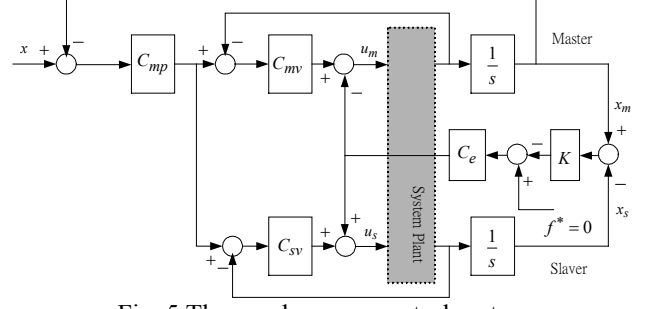 x + − C_mp + − C_mv + − u_m 1/s Master
x_m
+
C_e − + K −
x_s
f* = 0
System Plant
+ − C_sv + + u_s 1/s
Slaver